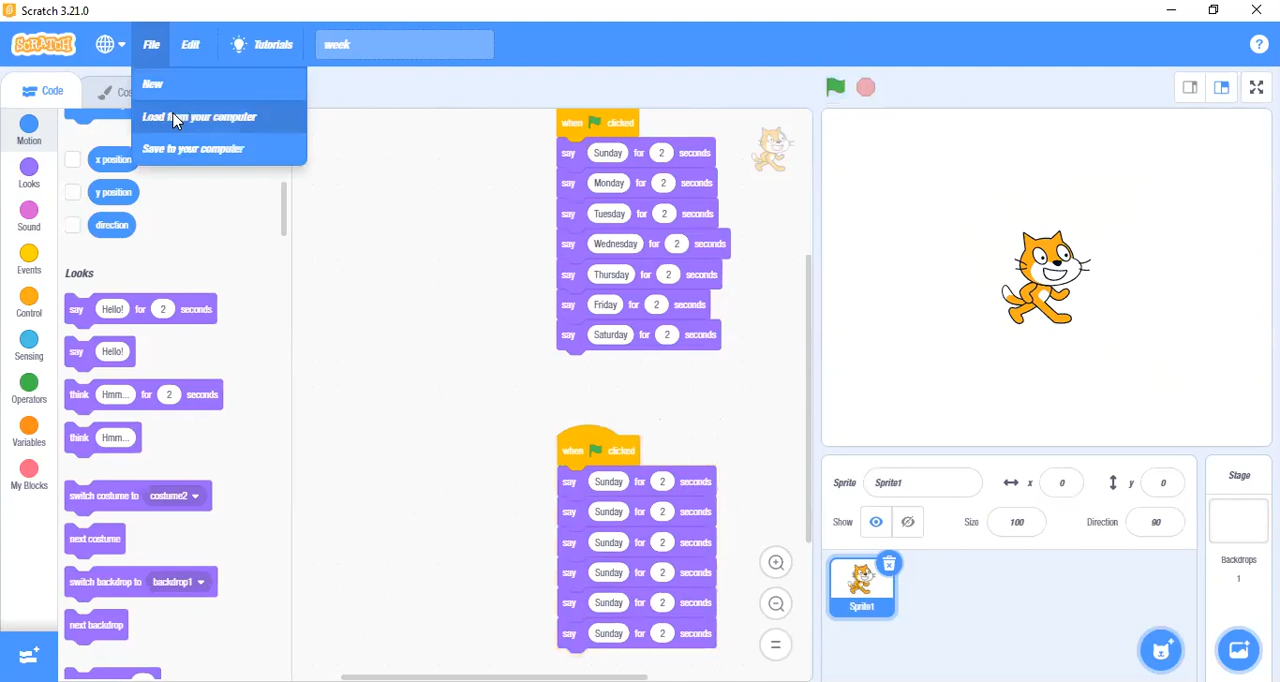 Scratch 3.21.0
SCRATCH File Edit Tutorials week
Code
New
Load your computer
Save to your computer
Motion
Looks
Sound
Events
Control
Sensing
Operators
Variables
My Blocks
x position
y position
direction
Looks
say Hello! for 2 seconds
say Hello!
think Hmm... for 2 seconds
think Hmm...
switch costume to costume2
next costume
switch backdrop to backdrop1
next backdrop
when clicked
say Sunday for 2 seconds
say Monday for 2 seconds
say Tuesday for 2 seconds
say Wednesday for 2 seconds
say Thursday for 2 seconds
say Friday for 2 seconds
say Saturday for 2 seconds
when clicked
say Sunday for 2 seconds
say Sunday for 2 seconds
say Sunday for 2 seconds
say Sunday for 2 seconds
say Sunday for 2 seconds
say Sunday for 2 seconds
Sprite Sprite1 x 0 y 0
Show Size 100 Direction 90
Sprite1
Stage
Backdrops
1